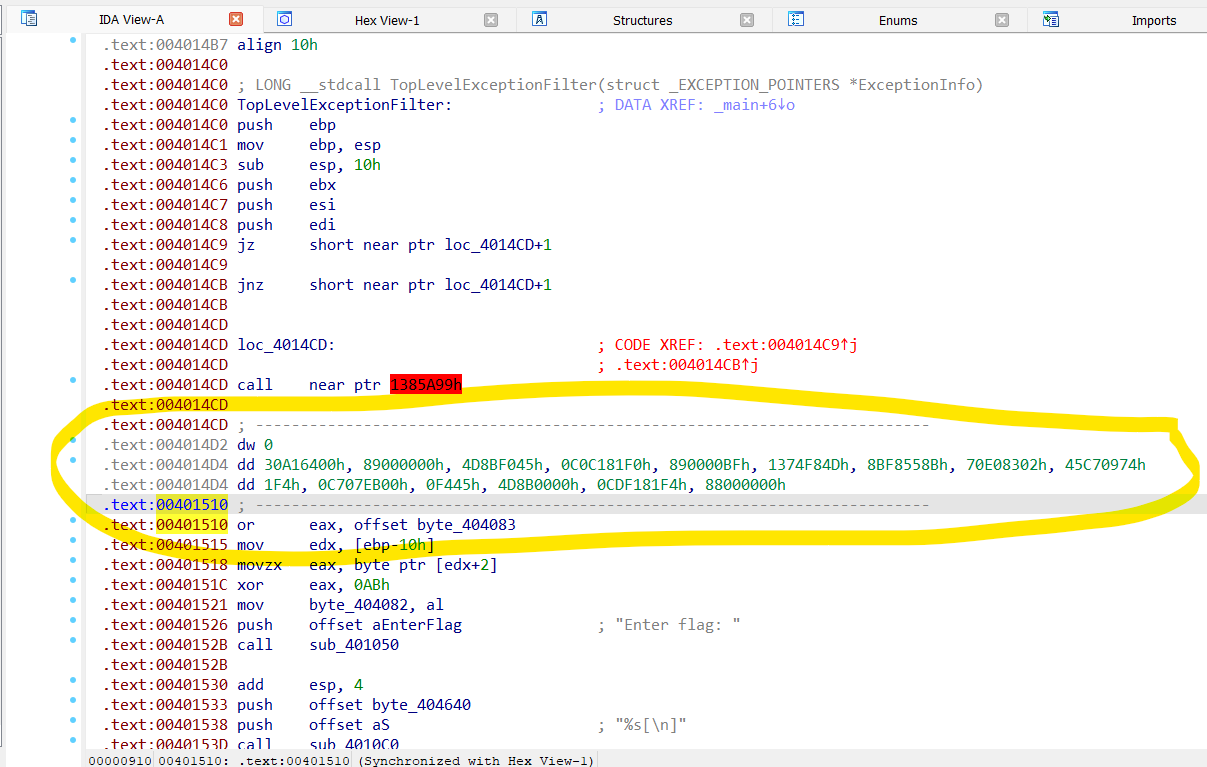 IDA View-A Hex View-1 Structures Enums Imports
.text:004014B7 align 10h
.text:004014C0
.text:004014C0 ; LONG __stdcall TopLevelExceptionFilter(struct _EXCEPTION_POINTERS *ExceptionInfo)
.text:004014C0 TopLevelExceptionFilter: ; DATA XREF: _main+6↓o
.text:004014C0 push ebp
.text:004014C1 mov ebp, esp
.text:004014C3 sub esp, 10h
.text:004014C6 push ebx
.text:004014C7 push esi
.text:004014C8 push edi
.text:004014C9 jz short near ptr loc_4014CD+1
.text:004014C9
.text:004014CB jnz short near ptr loc_4014CD+1
.text:004014CB
.text:004014CD
.text:004014CD loc_4014CD: ; CODE XREF: .text:004014C9↑j
.text:004014CD ; .text:004014CB↑j
.text:004014CD call near ptr 1385A99h
.text:004014CD
.text:004014CD ; ---------------------------------------------------------------------------
.text:004014D2 dw 0
.text:004014D4 dd 30A16400h, 89000000h, 4D8BF045h, 0C0C181F0h, 890000BFh, 1374F84Dh, 8BF8558Bh, 70E08302h, 45C70974h
.text:004014D4 dd 1F4h, 0C707EB00h, 0F445h, 4D8B0000h, 0CDF181F4h, 88000000h
.text:00401510 ; ---------------------------------------------------------------------------
.text:00401510 or eax, offset byte_404083
.text:00401515 mov edx, [ebp-10h]
.text:00401518 movzx eax, byte ptr [edx+2]
.text:0040151C xor eax, 0ABh
.text:00401521 mov byte_404082, al
.text:00401526 push offset aEnterFlag ; "Enter flag: "
.text:0040152B call sub_401050
.text:0040152B
.text:00401530 add esp, 4
.text:00401533 push offset byte_404640
.text:00401538 push offset aS ; "%s[\n]"
.text:0040153D call sub_4010C0
00000910 00401510: .text:00401510 (Synchronized with Hex View-1)